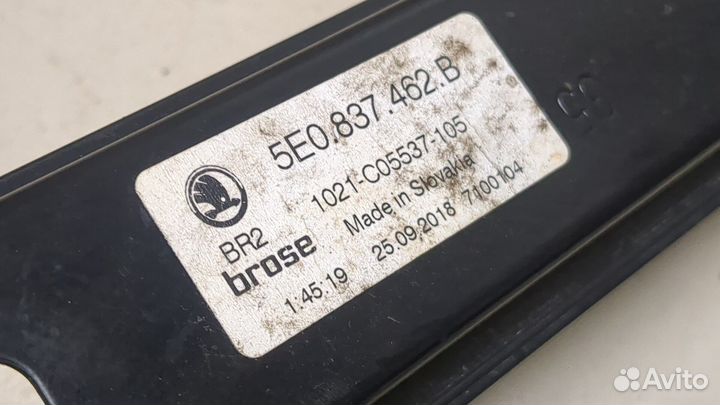 5E0.837.462.B
1021-C05537-105
BR2 Made in Slovakia
brose 25.09.2018 7100104
1:45:19
Avito